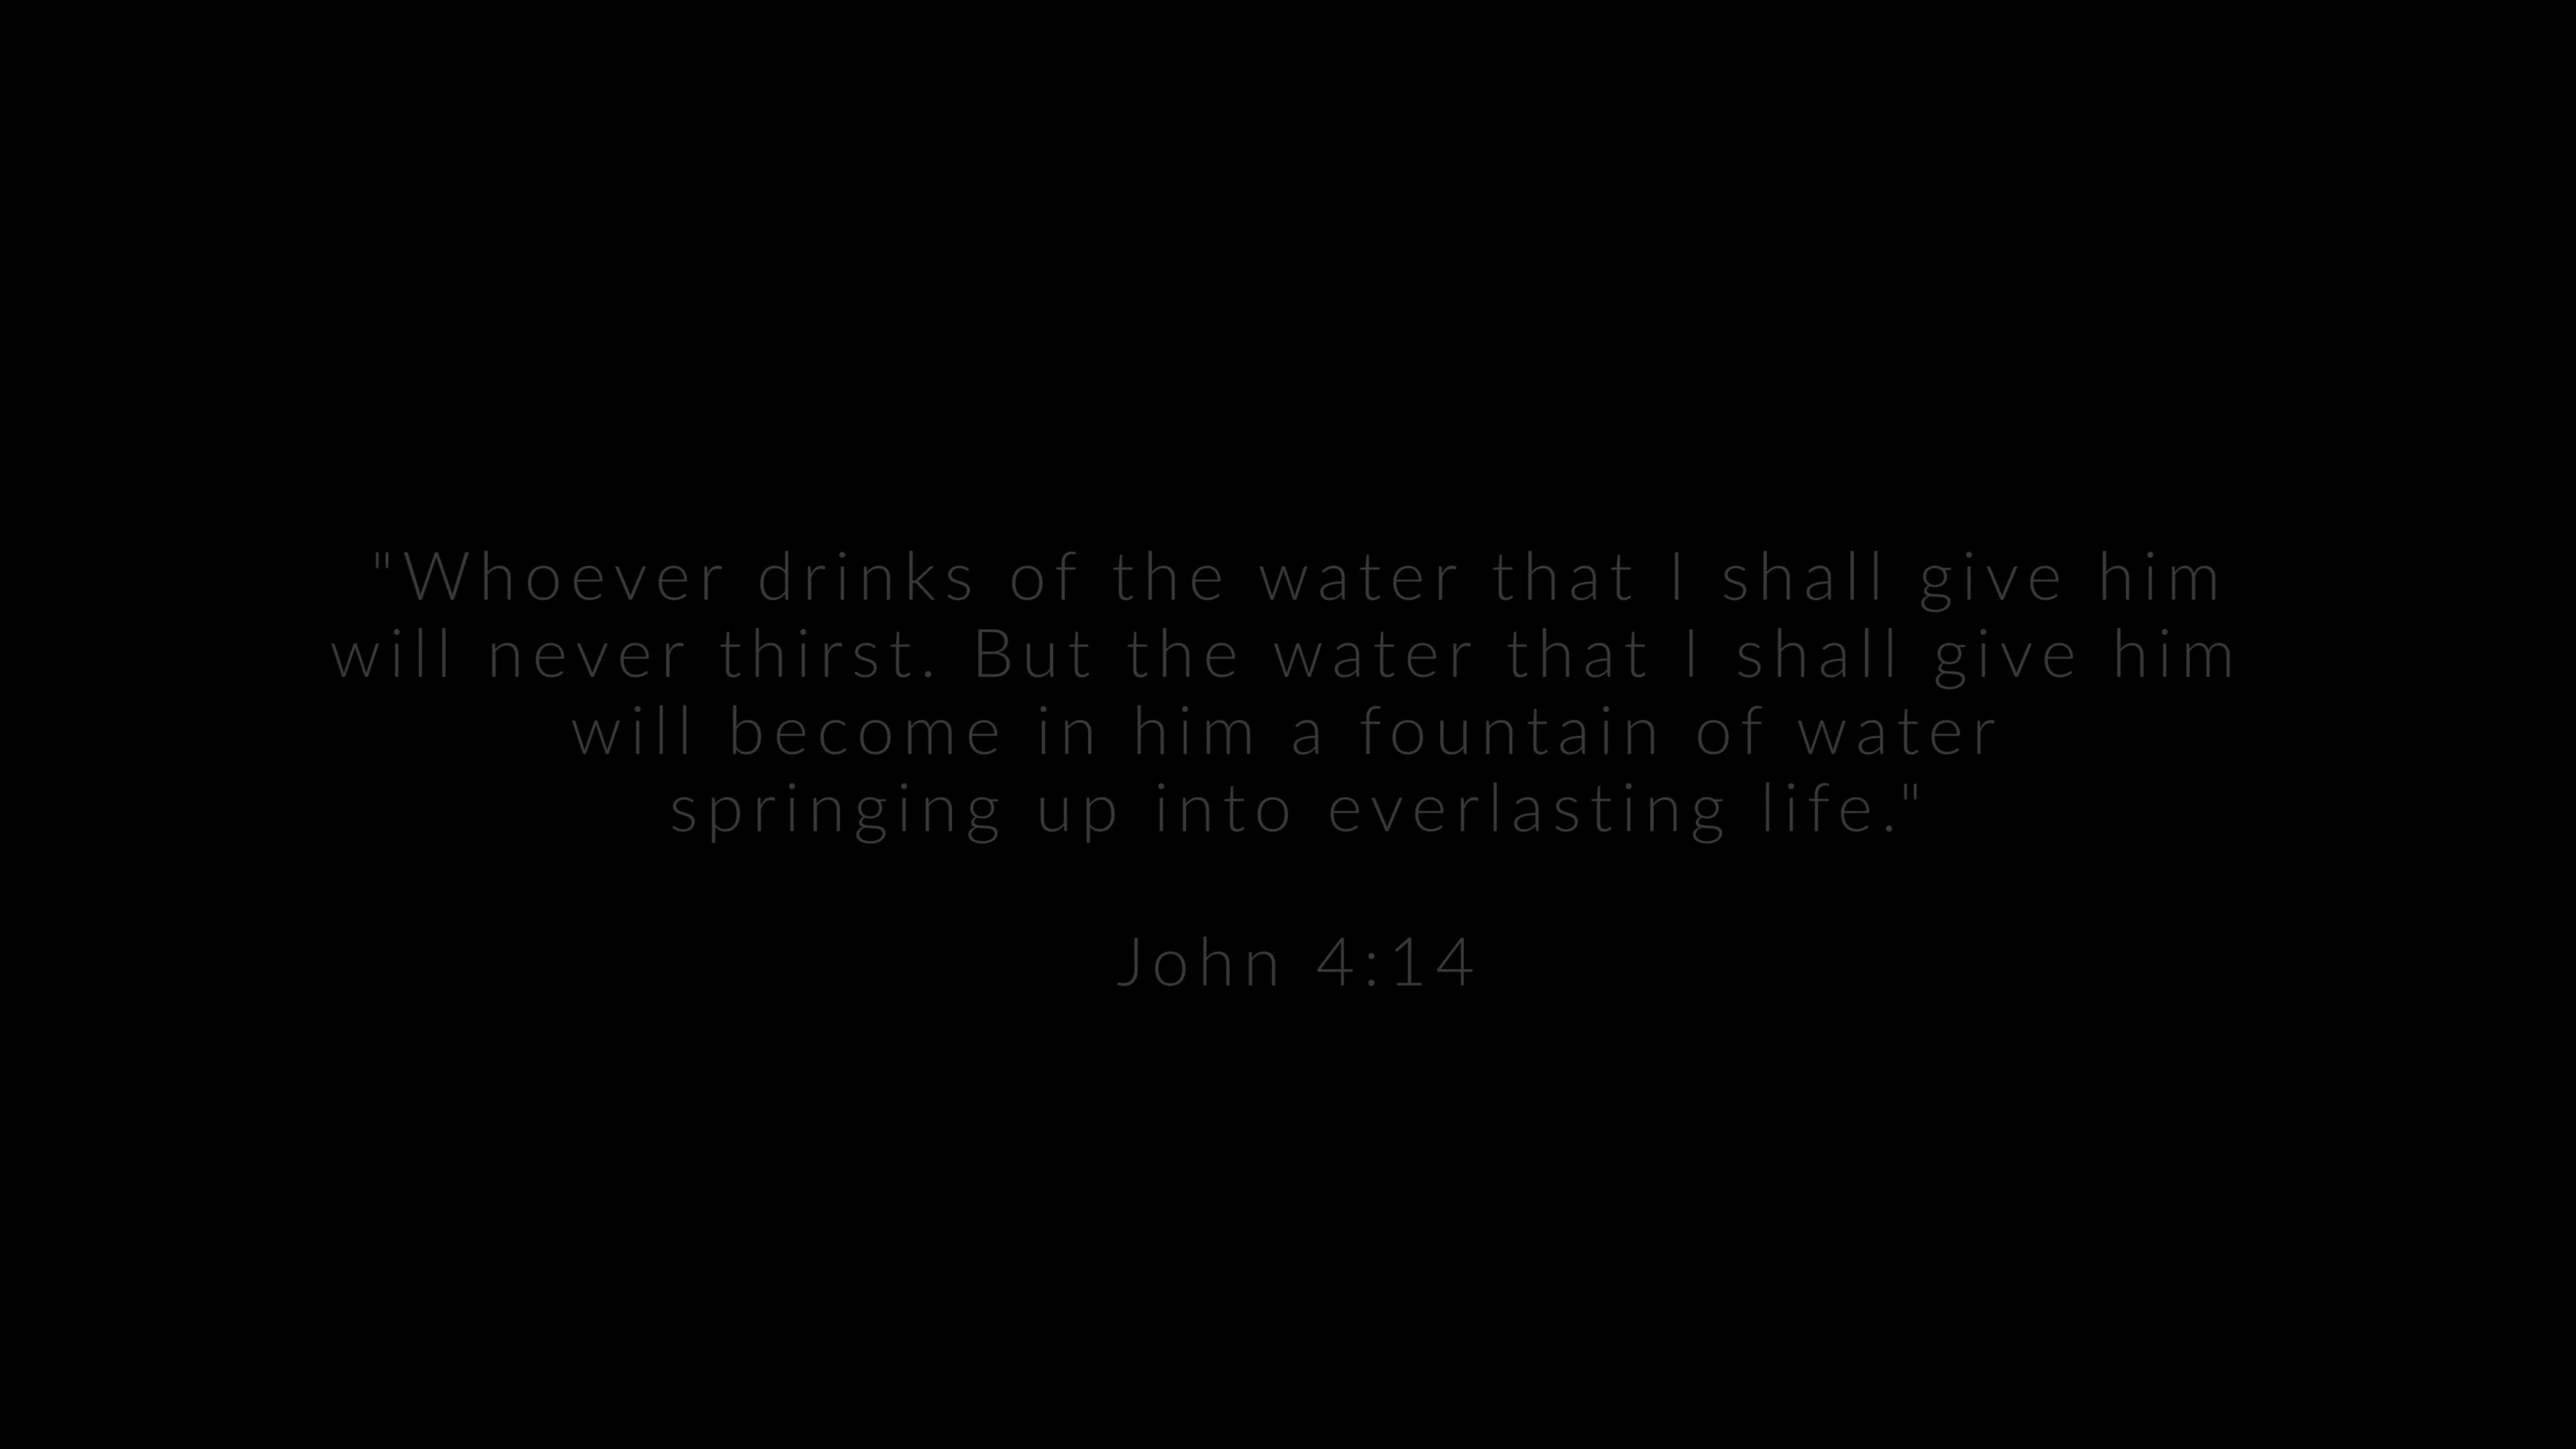 "Whoever drinks of the water that I shall give him
will never thirst. But the water that I shall give him
will become in him a fountain of water
springing up into everlasting life."
John 4:14